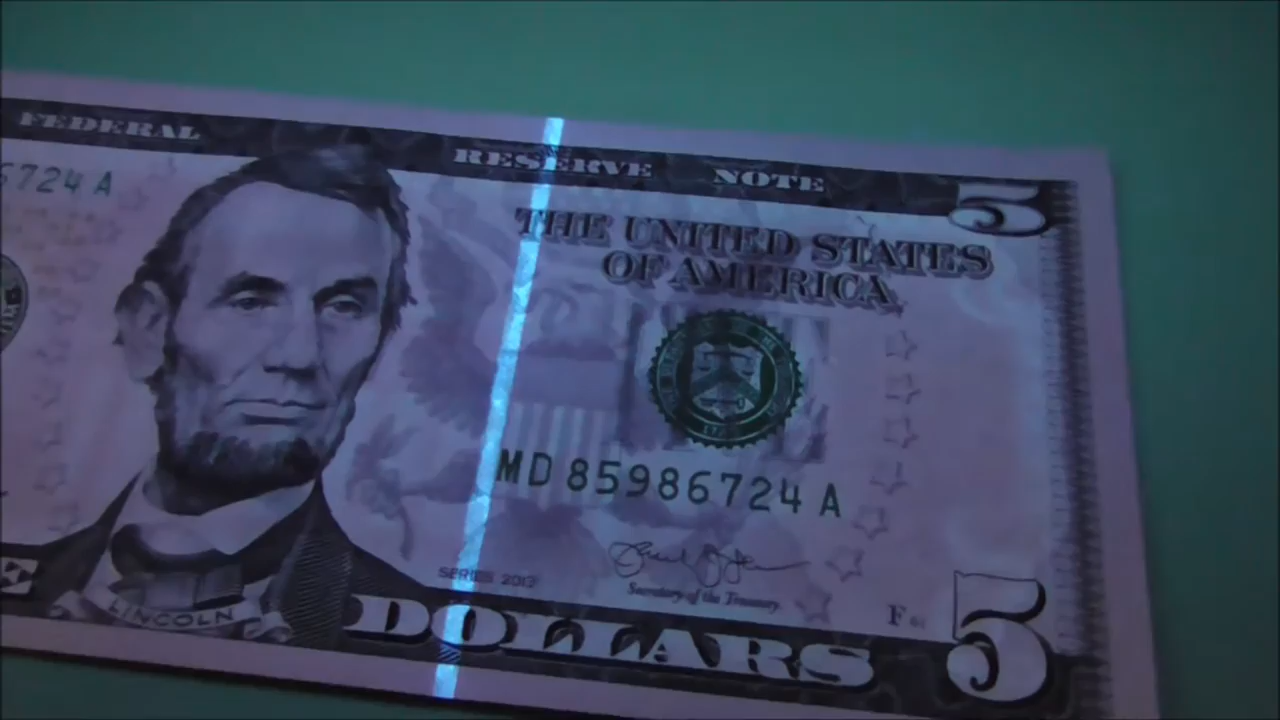 FEDERAL RESERVE NOTE
5
6724 A
THE UNITED STATES
OF AMERICA
MD 85986724 A
SERIES 2013
Secretary of the Treasury.
F
LINCOLN
DOLLARS
5